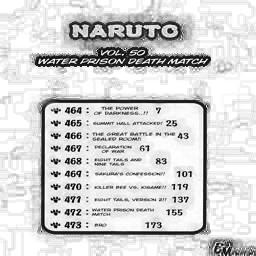 NARUTO
VOL. 50
WATER PRISON DEATH MATCH
464 : THE POWER OF DARKNESS...!! 7
465 : SUMMIT HALL ATTACKED! 25
466 : THE GREAT BATTLE IN THE SEALED ROOM!! 43
467 : DECLARATION OF WAR 61
468 : EIGHT TAILS AND NINE TAILS 83
469 : SAKURA'S CONFESSION!! 101
470 : KILLER BEE VS. KISAME!! 119
471 : EIGHT TAILS, VERSION 2!! 137
472 : WATER PRISON DEATH MATCH 155
473 : BRO 173